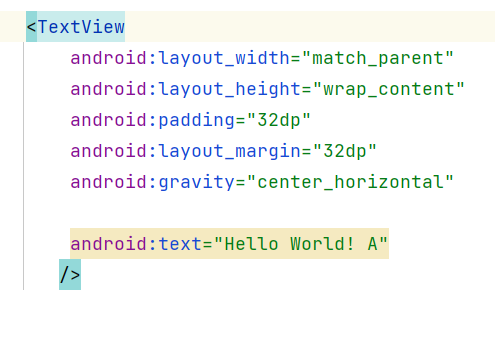 <TextView
android:layout_width="match_parent"
android:layout_height="wrap_content"
android:padding="32dp"
android:layout_margin="32dp"
android:gravity="center_horizontal"
android:text="Hello World! A"
/>